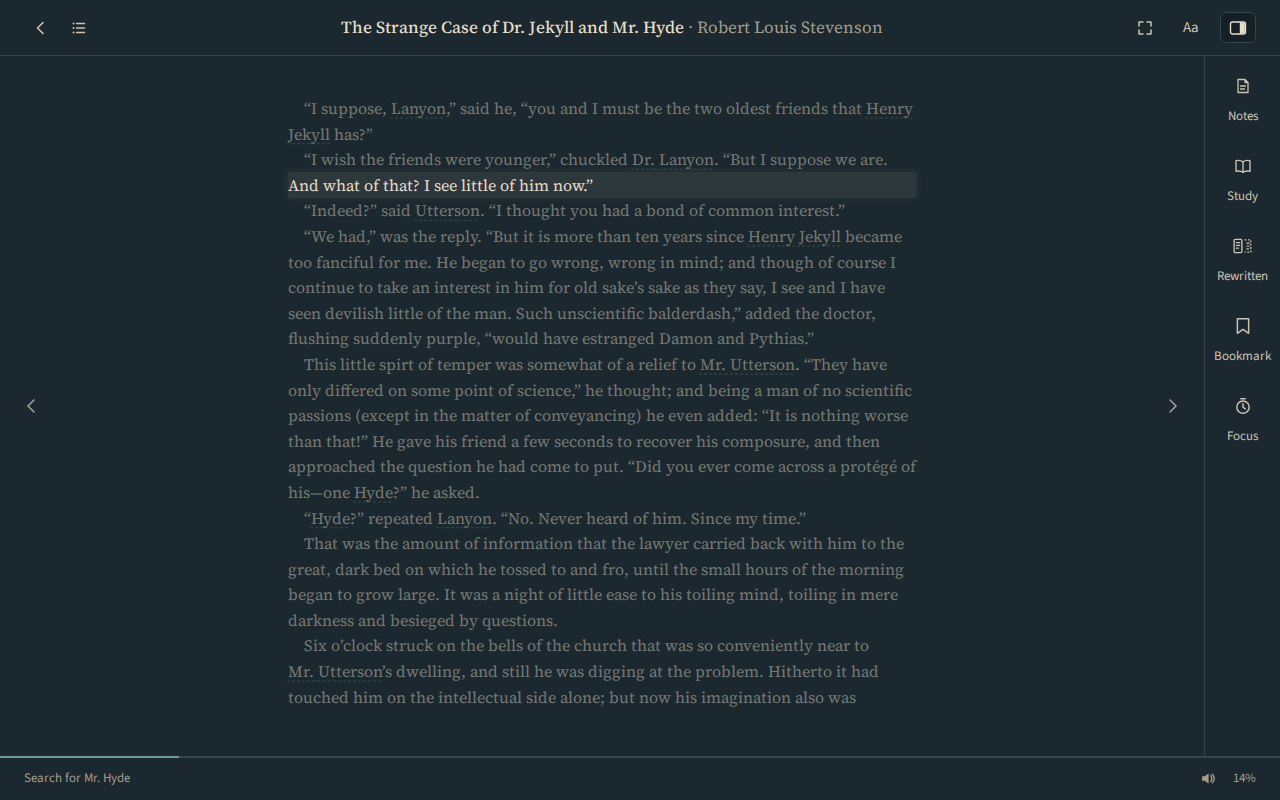 The Strange Case of Dr. Jekyll and Mr. Hyde · Robert Louis Stevenson
Aa
“I suppose, Lanyon,” said he, “you and I must be the two oldest friends that Henry
Jekyll has?”
“I wish the friends were younger,” chuckled Dr. Lanyon. “But I suppose we are.
And what of that? I see little of him now.”
“Indeed?” said Utterson. “I thought you had a bond of common interest.”
“We had,” was the reply. “But it is more than ten years since Henry Jekyll became
too fanciful for me. He began to go wrong, wrong in mind; and though of course I
continue to take an interest in him for old sake’s sake as they say, I see and I have
seen devilish little of the man. Such unscientific balderdash,” added the doctor,
flushing suddenly purple, “would have estranged Damon and Pythias.”
This little spirt of temper was somewhat of a relief to Mr. Utterson. “They have
only differed on some point of science,” he thought; and being a man of no scientific
passions (except in the matter of conveyancing) he even added: “It is nothing worse
than that!” He gave his friend a few seconds to recover his composure, and then
approached the question he had come to put. “Did you ever come across a protégé of
his—one Hyde?” he asked.
“Hyde?” repeated Lanyon. “No. Never heard of him. Since my time.”
That was the amount of information that the lawyer carried back with him to the
great, dark bed on which he tossed to and fro, until the small hours of the morning
began to grow large. It was a night of little ease to his toiling mind, toiling in mere
darkness and besieged by questions.
Six o’clock struck on the bells of the church that was so conveniently near to
Mr. Utterson’s dwelling, and still he was digging at the problem. Hitherto it had
touched him on the intellectual side alone; but now his imagination also was
Notes
Study
Rewritten
Bookmark
Focus
Search for Mr. Hyde
14%